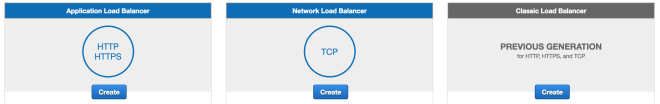 Application Load Balancer
HTTP
HTTPS
Create
Network Load Balancer
TCP
Create
Classic Load Balancer
PREVIOUS GENERATION
for HTTP, HTTPS, and TCP
Create